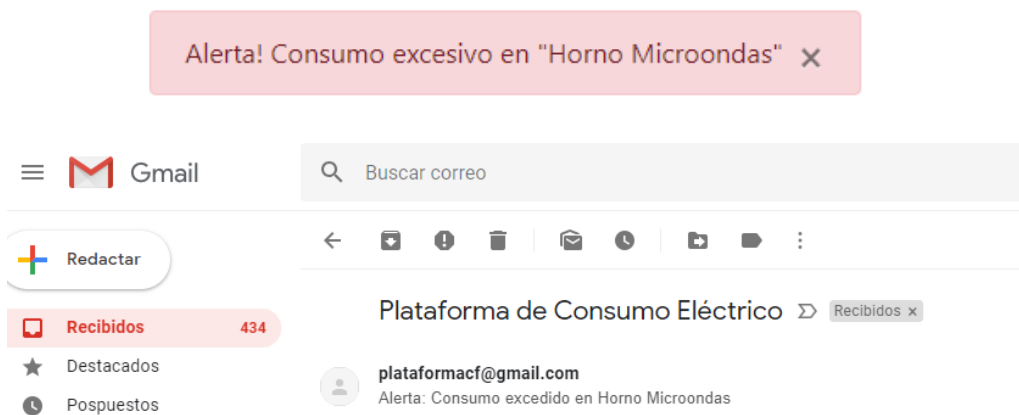 Alerta! Consumo excesivo en "Horno Microondas" ×
Gmail
Buscar correo
Redactar
Plataforma de Consumo Eléctrico
Recibidos x
Recibidos 434
plataformacf@gmail.com
Destacados
Alerta: Consumo excedido en Horno Microondas
Pospuestos